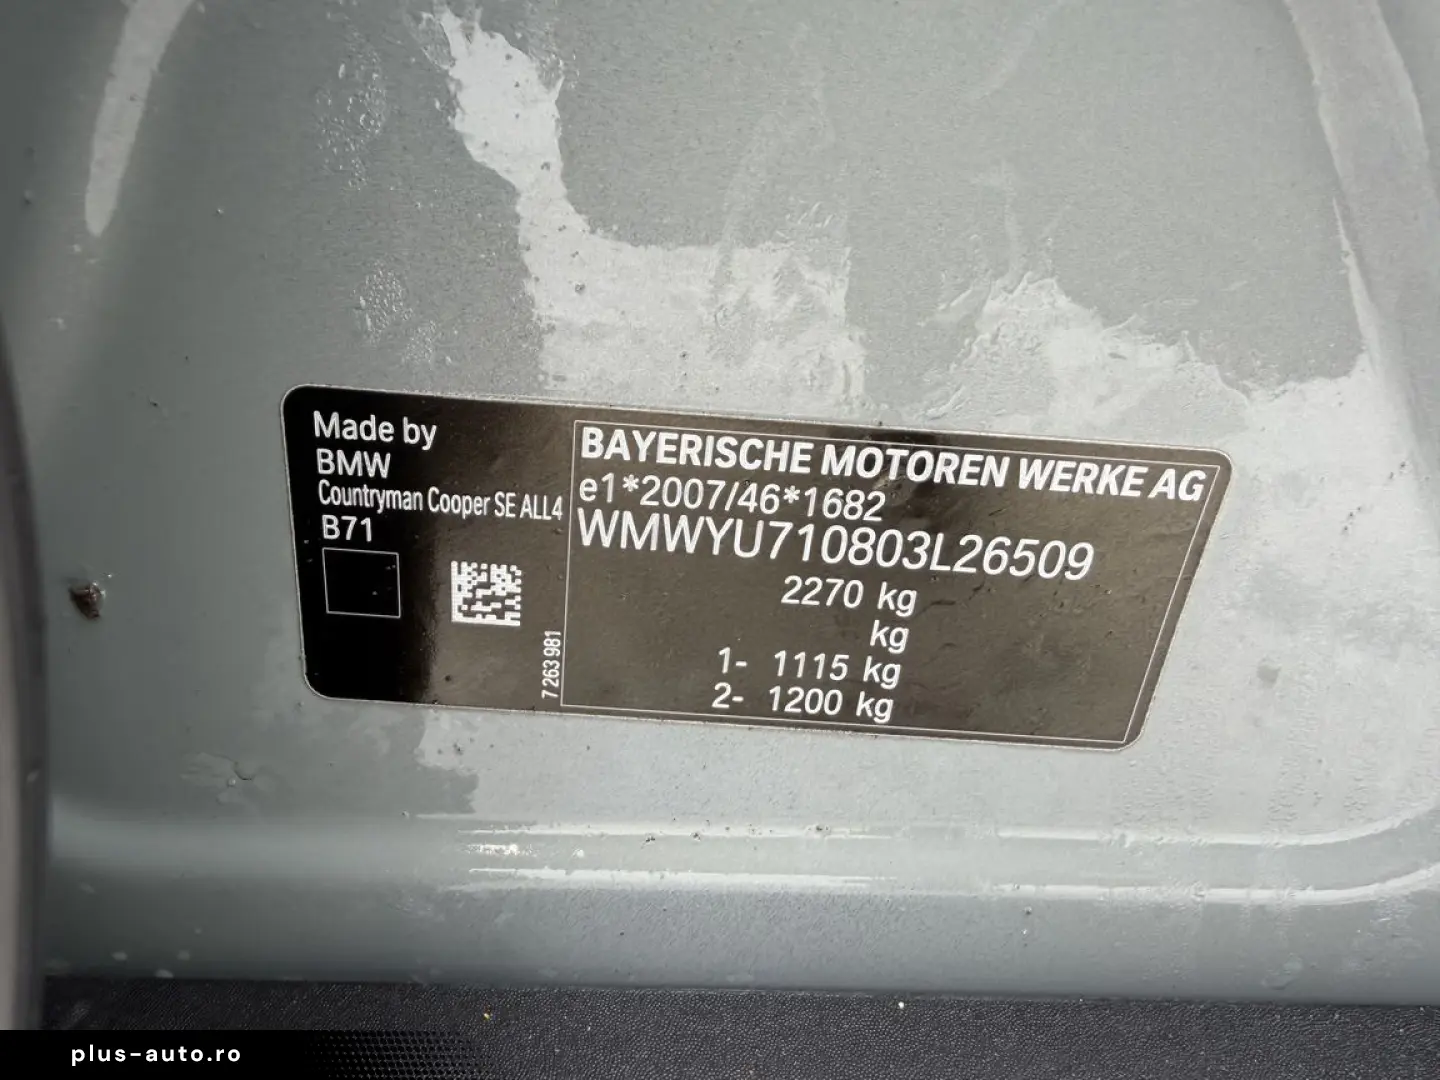 Made by
BMW
Countryman Cooper SE ALL4
B71
7 263 981
BAYERISCHE MOTOREN WERKE AG
e1*2007/46*1682
WMWYU710803L26509
2270 kg
kg
1- 1115 kg
2- 1200 kg
plus-auto.ro